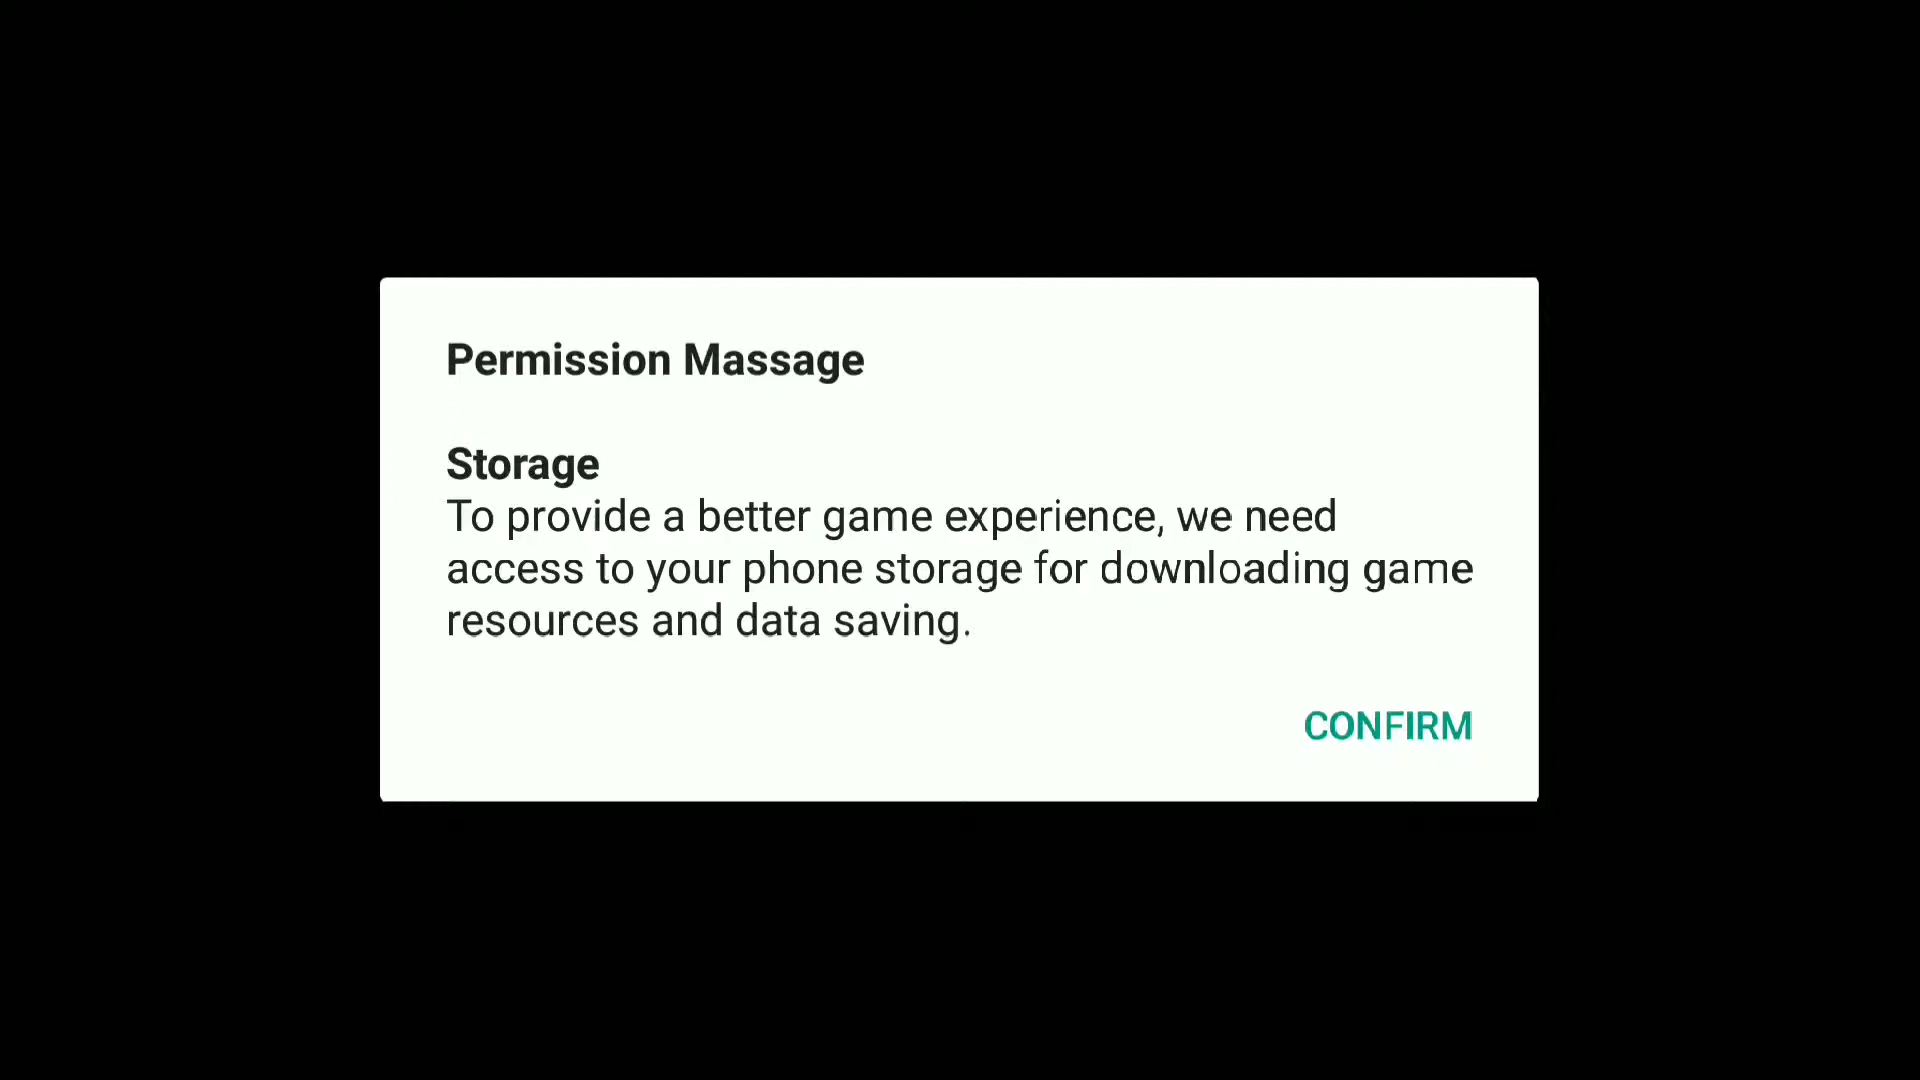 Permission Massage
Storage
To provide a better game experience, we need
access to your phone storage for downloading game
resources and data saving.
CONFIRM